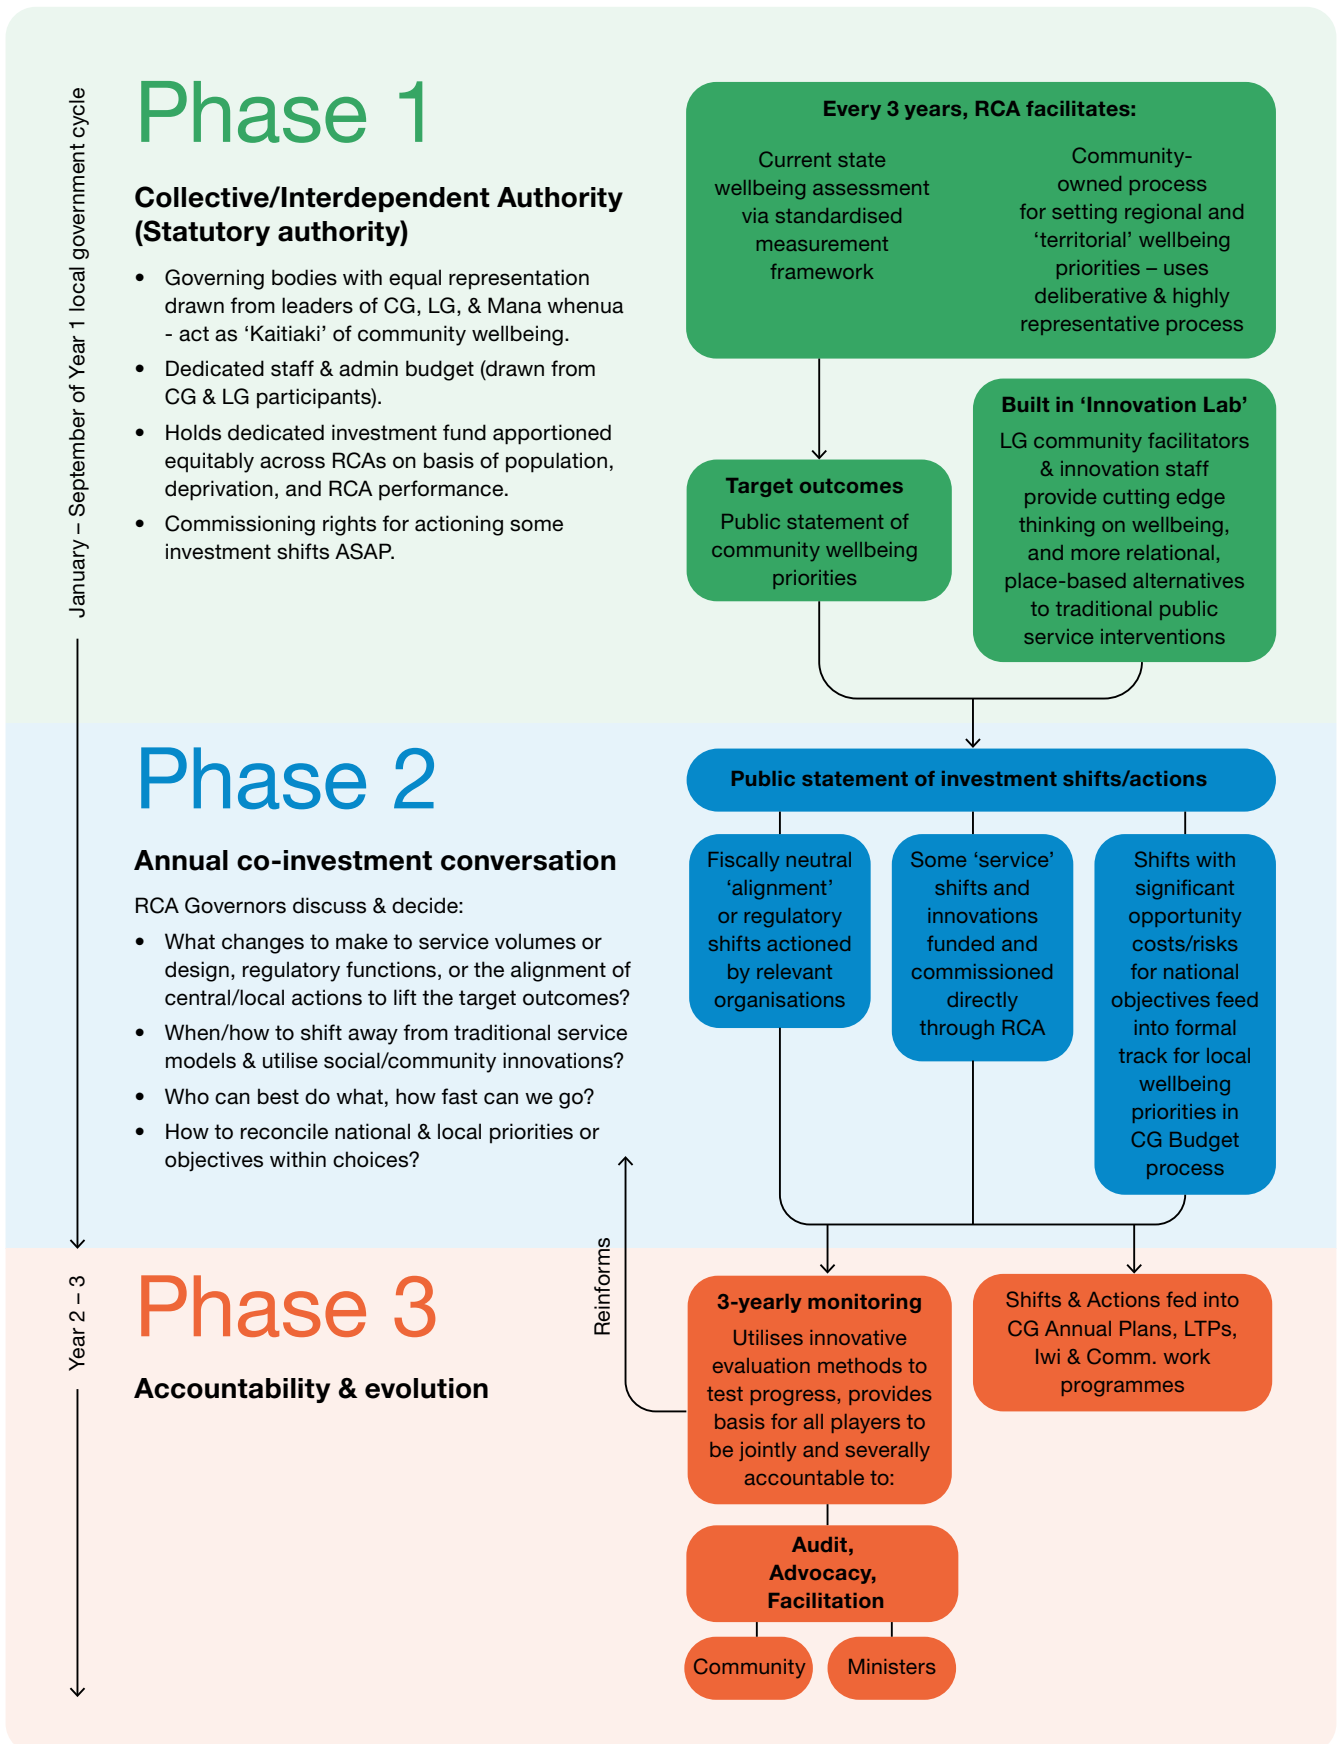 January – September of Year 1 local government cycle
Phase 1
Collective/Interdependent Authority
(Statutory authority)
• Governing bodies with equal representation
drawn from leaders of CG, LG, & Mana whenua
- act as ‘Kaitiaki’ of community wellbeing.
• Dedicated staff & admin budget (drawn from
CG & LG participants).
• Holds dedicated investment fund apportioned
equitably across RCAs on basis of population,
deprivation, and RCA performance.
• Commissioning rights for actioning some
investment shifts ASAP.
Every 3 years, RCA facilitates:
Current state
wellbeing assessment
via standardised
measurement
framework
Community-
owned process
for setting regional and
‘territorial’ wellbeing
priorities – uses
deliberative & highly
representative process
Target outcomes
Public statement of
community wellbeing
priorities
Built in ‘Innovation Lab’
LG community facilitators
& innovation staff
provide cutting edge
thinking on wellbeing,
and more relational,
place-based alternatives
to traditional public
service interventions
Phase 2
Annual co-investment conversation
RCA Governors discuss & decide:
• What changes to make to service volumes or
design, regulatory functions, or the alignment of
central/local actions to lift the target outcomes?
• When/how to shift away from traditional service
models & utilise social/community innovations?
• Who can best do what, how fast can we go?
• How to reconcile national & local priorities or
objectives within choices?
Public statement of investment shifts/actions
Fiscally neutral
‘alignment’
or regulatory
shifts actioned
by relevant
organisations
Some ‘service’
shifts and
innovations
funded and
commissioned
directly
through RCA
Shifts with
significant
opportunity
costs/risks
for national
objectives feed
into formal
track for local
wellbeing
priorities in
CG Budget
process
Reinforms
Year 2 – 3
Phase 3
Accountability & evolution
3-yearly monitoring
Utilises innovative
evaluation methods to
test progress, provides
basis for all players to
be jointly and severally
accountable to:
Shifts & Actions fed into
CG Annual Plans, LTPs,
Iwi & Comm. work
programmes
Audit,
Advocacy,
Facilitation
Community
Ministers